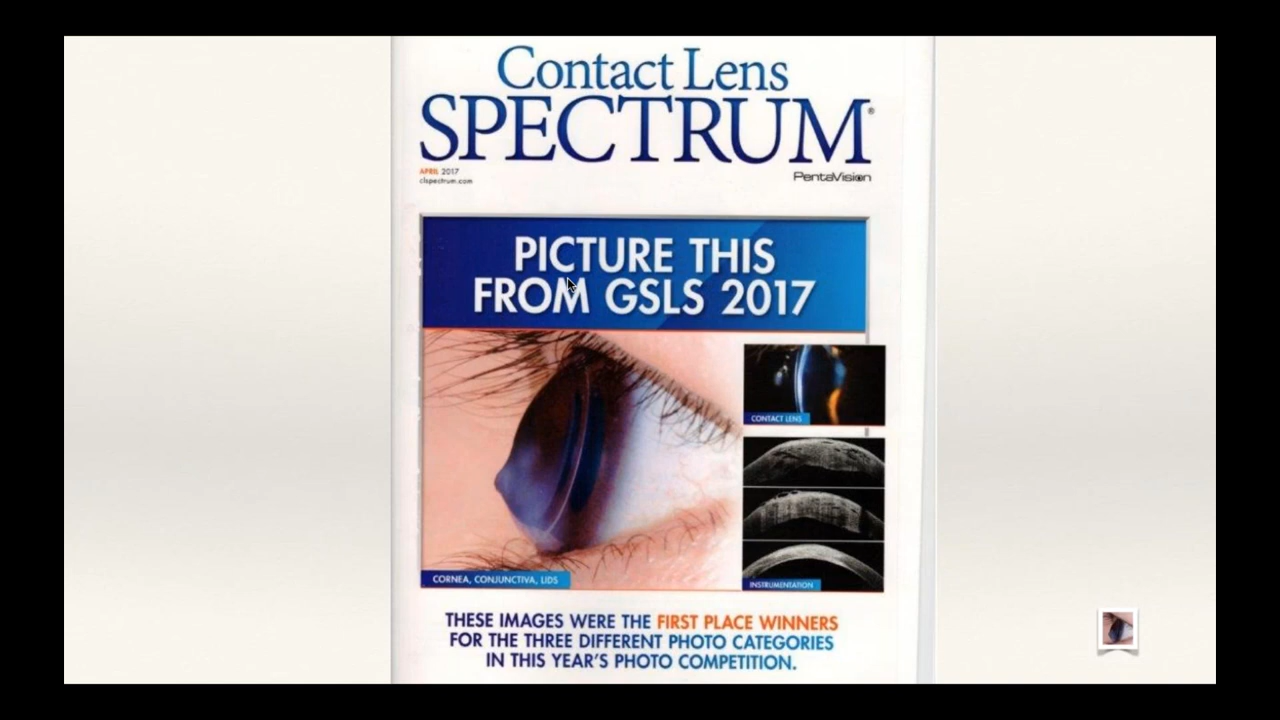 Contact Lens
SPECTRUM®
APRIL 2017
clspectrum.com
PentaVision
PICTURE THIS
FROM GSLS 2017
CONTACT LENS
CORNEA, CONJUNCTIVA, LIDS
INSTRUMENTATION
THESE IMAGES WERE THE FIRST PLACE WINNERS
FOR THE THREE DIFFERENT PHOTO CATEGORIES
IN THIS YEAR'S PHOTO COMPETITION.